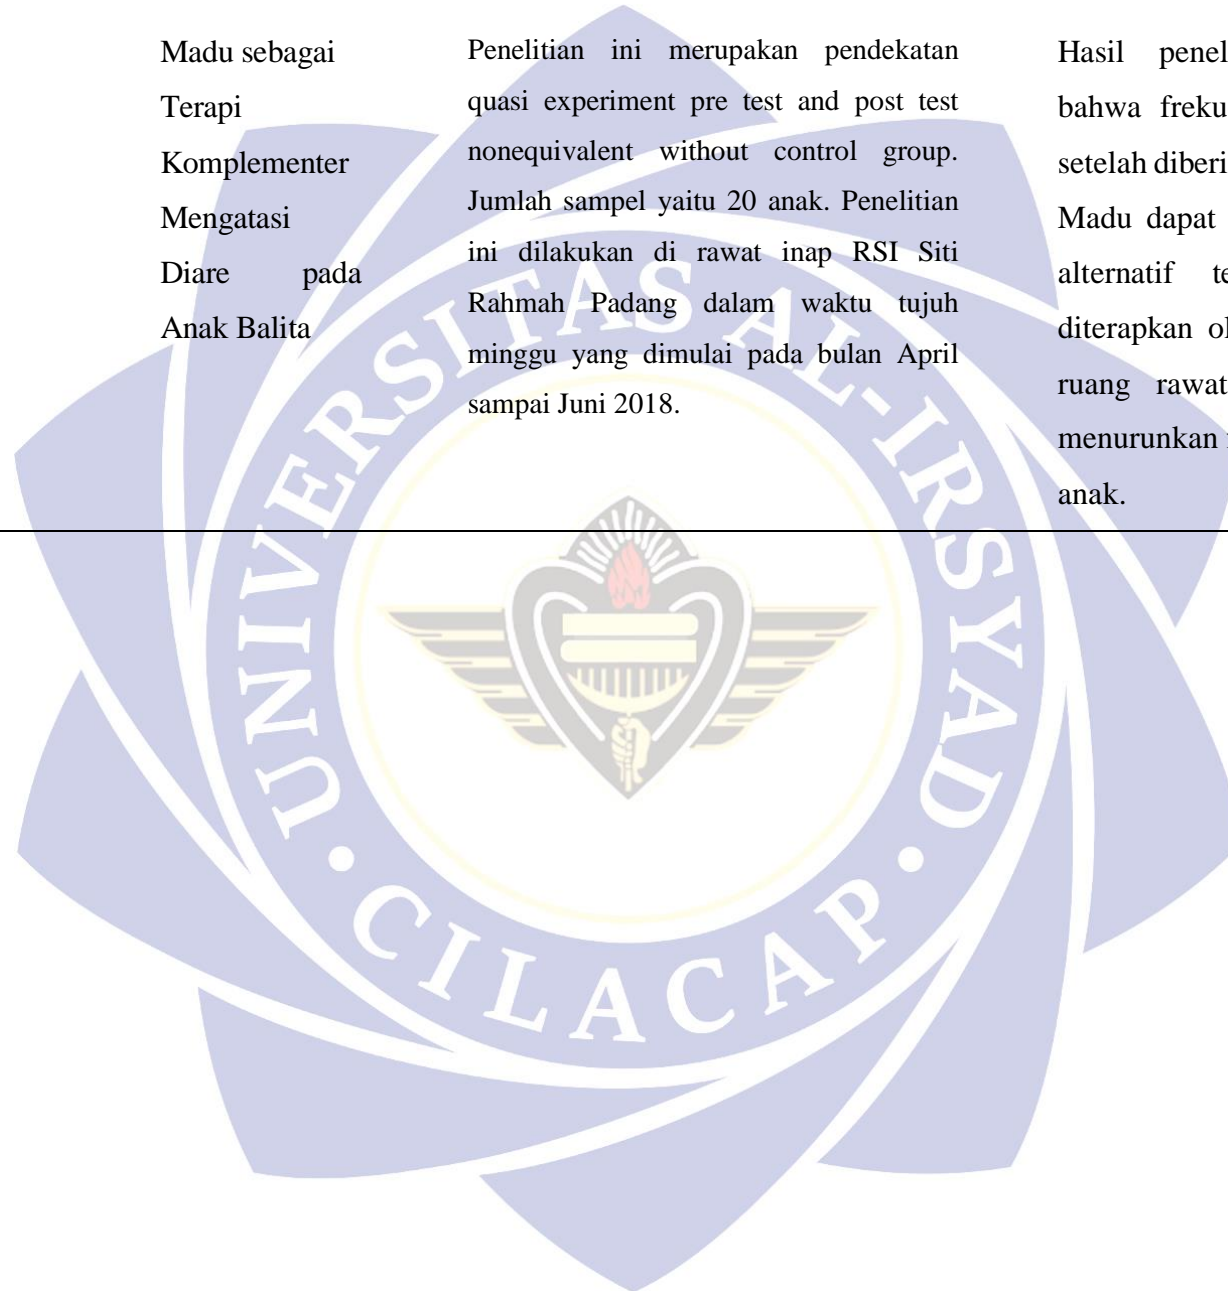 Madu sebagai
Terapi
Komplementer
Mengatasi
Diare pada
Anak Balita
Penelitian ini merupakan pendekatan
quasi experiment pre test and post test
nonequivalent without control group.
Jumlah sampel yaitu 20 anak. Penelitian
ini dilakukan di rawat inap RSI Siti
Rahmah Padang dalam waktu tujuh
minggu yang dimulai pada bulan April
sampai Juni 2018.
Hasil
bahwa
setelah diberi
Madu dapat
alternatif
diterapkan
ruang rawat
menurunkan
anak.
UNIVERSITAS AL-IRSYAD
CILACAP